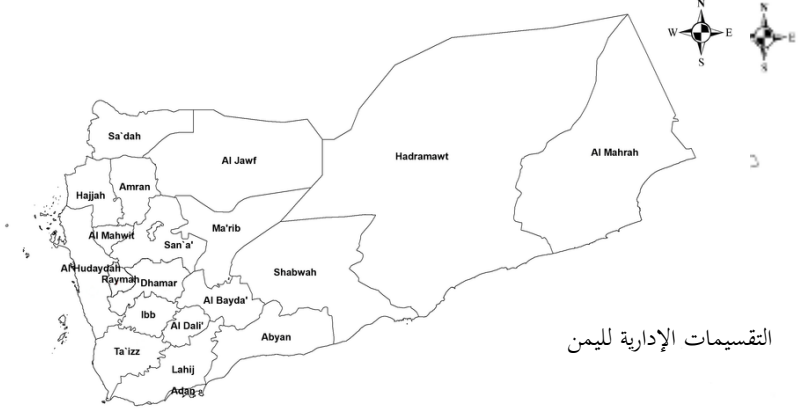 N
W E
S
N
E
S
Sa`dah
Al Jawf
Hadramawt
Al Mahrah
Hajjah
Amran
Ma'rib
Al Mahwit
San`a'
Al Hudaydah
Raymah
Dhamar
Shabwah
Al Bayda'
Ibb
Al Dali'
Abyan
Ta`izz
Lahij
Adan
التقسيمات الإدارية لليمن